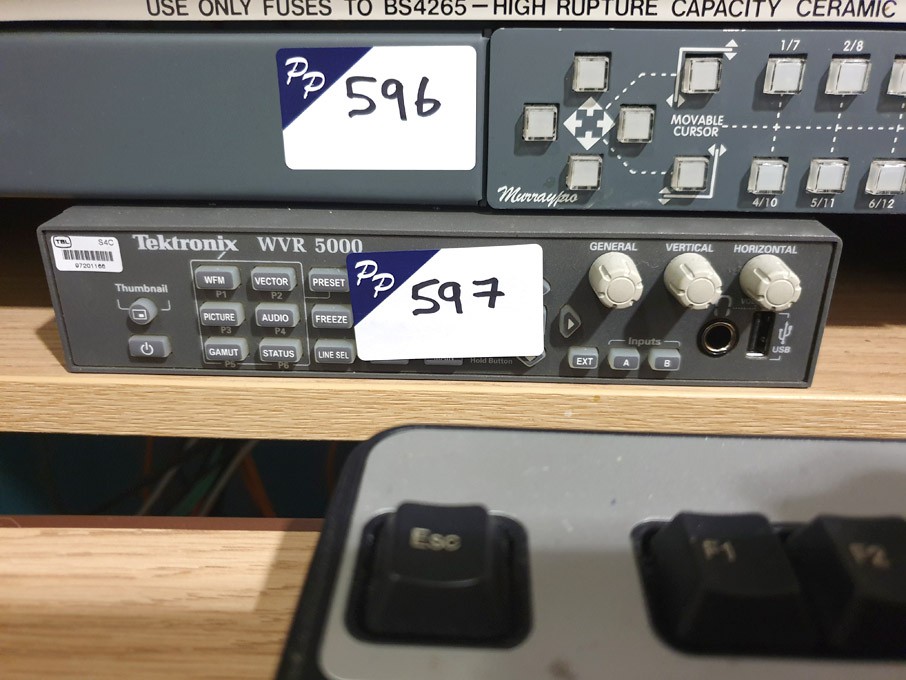 USE ONLY FUSES TO BS4265-HIGH RUPTURE CAPACITY CERAMIC
PP 596
1/7 2/8
MOVABLE
CURSOR
Murraypro
4/10 5/11 6/12
TBL S4C
97201166
Tektronix WVR 5000
PP 597
GENERAL VERTICAL HORIZONTAL
Thumbnail
WFM VECTOR PRESET
P1 P2
PICTURE AUDIO FREEZE
P3 P4
GAMUT STATUS LINE SEL
P5 P6
Hold Button
Inputs
EXT A B
USB
Esc F1 F2